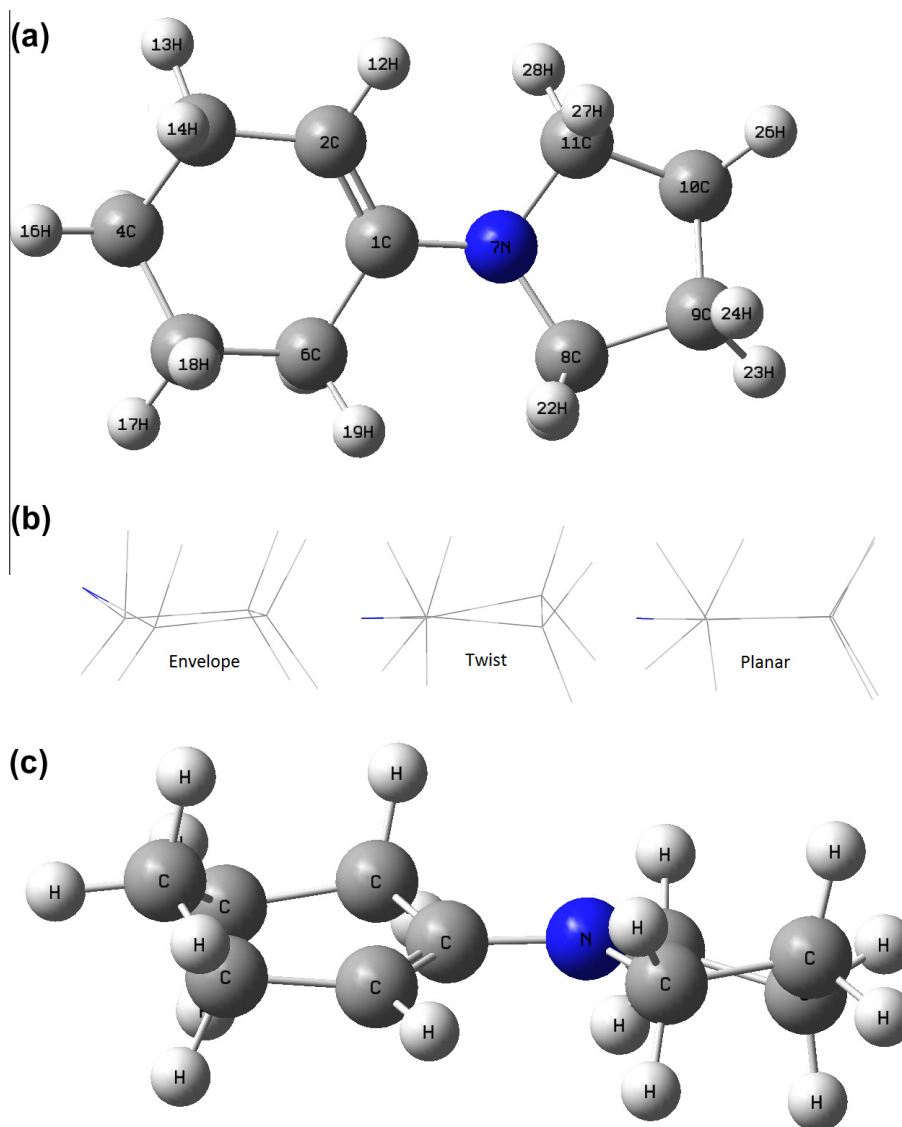 (a)
13H
12H
28H
27H
14H
2C
11C
26H
10C
16H
4C
1C
7N
9C
24H
18H
6C
8C
23H
22H
17H
19H
(b)
Envelope
Twist
Planar
(c)
H
H
H
H
H
H
C
C
C
H
C
H
N
C
H
H
C
C
C
H
H
H
H
H
H
H